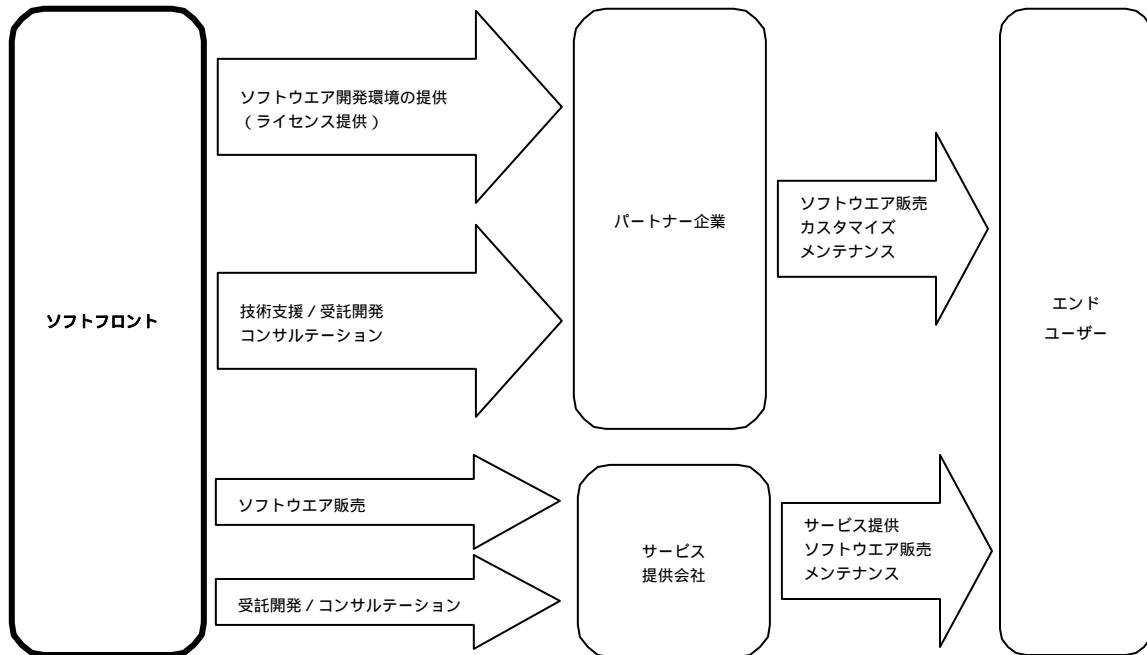 ソフトフロント
ソフトウエア開発環境の提供
(ライセンス提供)
技術支援/受託開発
コンサルテーション
ソフトウエア販売
受託開発/コンサルテーション
パートナー企業
サービス
提供会社
ソフトウエア販売
カスタマイズ
メンテナンス
サービス提供
ソフトウエア販売
メンテナンス
エンド
ユーザー